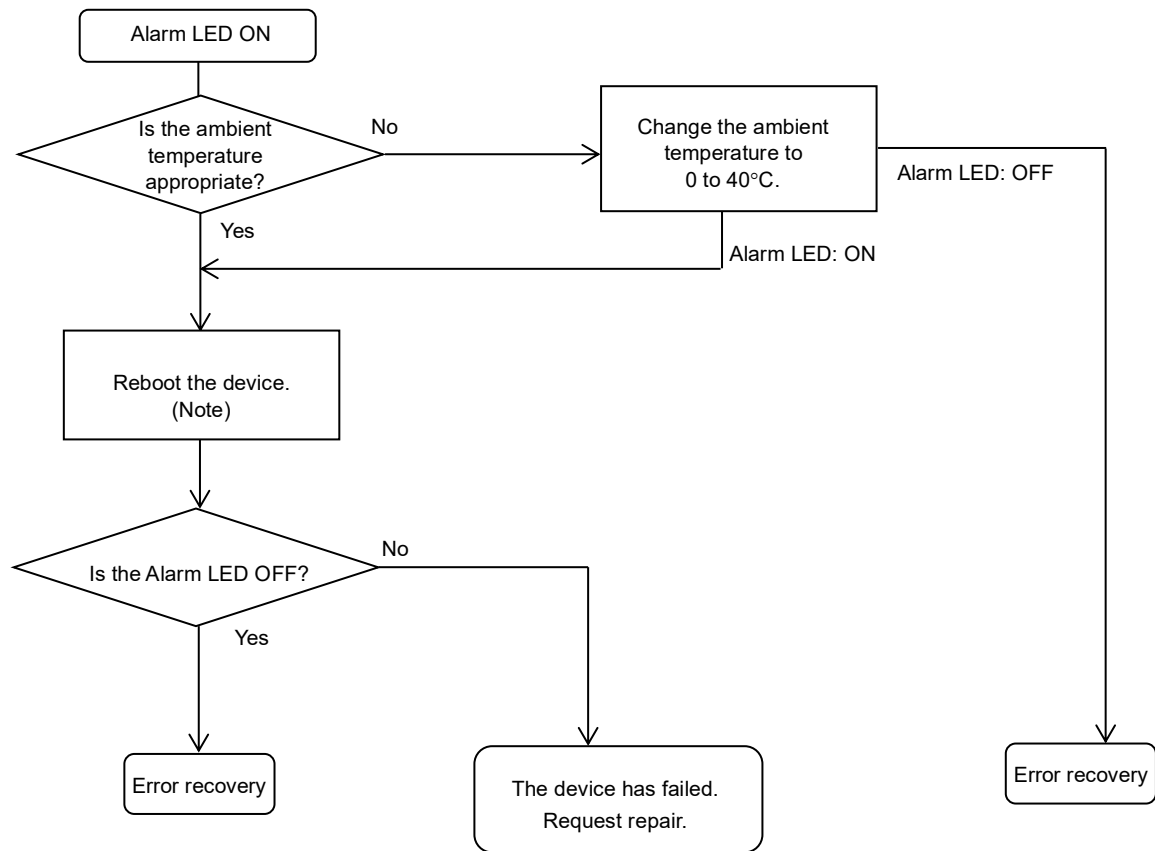 Alarm LED ON
Is the ambient
temperature
appropriate?
No
Yes
Change the ambient
temperature to
0 to 40°C.
Alarm LED: OFF
Alarm LED: ON
Reboot the device.
(Note)
Is the Alarm LED OFF?
No
Yes
Error recovery
The device has failed.
Request repair.
Error recovery